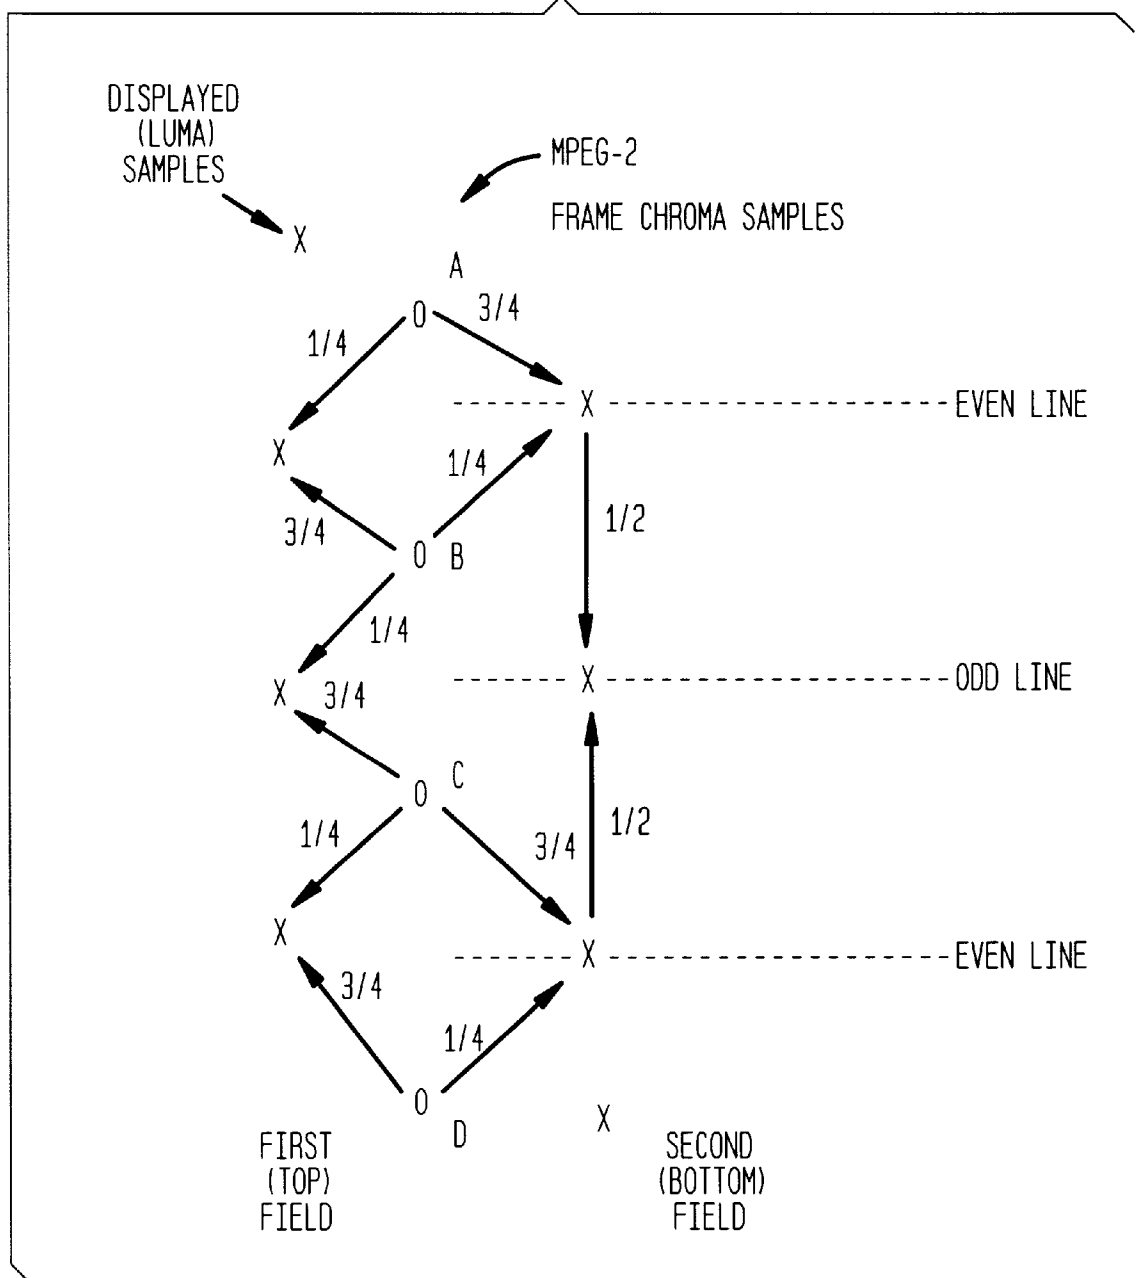 DISPLAYED
(LUMA)
SAMPLES
MPEG-2
FRAME CHROMA SAMPLES
X
A
O
3/4
1/4
X
EVEN LINE
X
1/4
3/4
1/2
O B
1/4
X
3/4
X
ODD LINE
C
O
1/4
3/4
1/2
X
X
EVEN LINE
3/4
1/4
O
D
X
FIRST
(TOP)
FIELD
SECOND
(BOTTOM)
FIELD